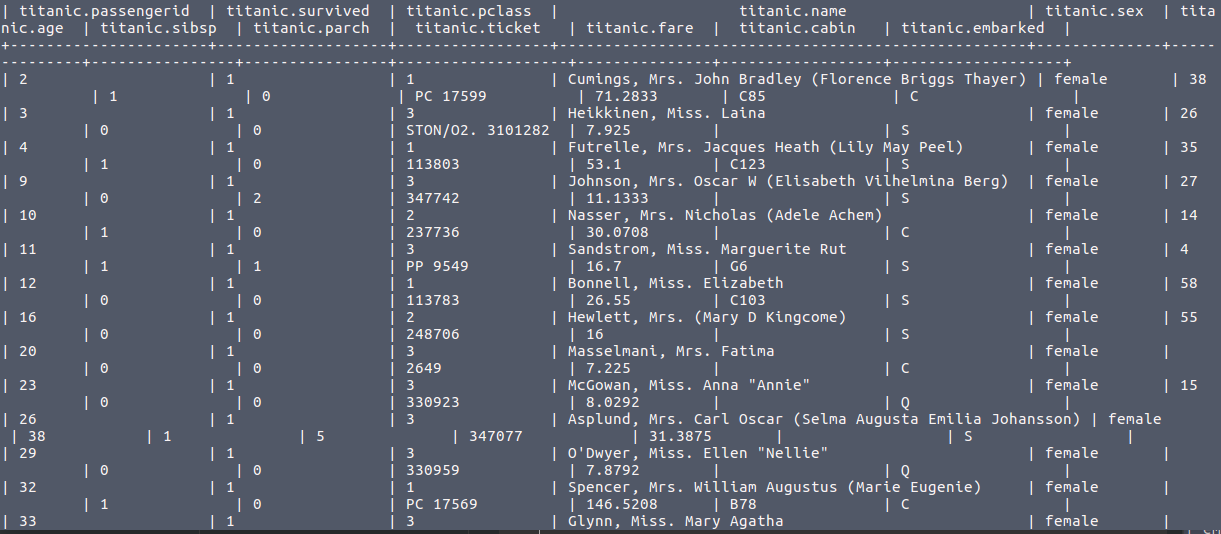 | titanic.passengerid | titanic.survived | titanic.pclass | titanic.name | titanic.sex | tita
nic.age | titanic.sibsp | titanic.parch | titanic.ticket | titanic.fare | titanic.cabin | titanic.embarked |
+----------------------+-------------------+-----------------+----------------------------------------------------+--------------+-----
---------+----------------+----------------+-------------------+---------------+------------------+-------------------+
| 2 | 1 | 1 | Cumings, Mrs. John Bradley (Florence Briggs Thayer) | female | 38
| 1 | 0 | PC 17599 | 71.2833 | C85 | C |
| 3 | 1 | 3 | Heikkinen, Miss. Laina | female | 26
| 0 | 0 | STON/O2. 3101282 | 7.925 | | S |
| 4 | 1 | 1 | Futrelle, Mrs. Jacques Heath (Lily May Peel) | female | 35
| 1 | 0 | 113803 | 53.1 | C123 | S |
| 9 | 1 | 3 | Johnson, Mrs. Oscar W (Elisabeth Vilhelmina Berg) | female | 27
| 0 | 2 | 347742 | 11.1333 | | S |
| 10 | 1 | 2 | Nasser, Mrs. Nicholas (Adele Achem) | female | 14
| 1 | 0 | 237736 | 30.0708 | | C |
| 11 | 1 | 3 | Sandstrom, Miss. Marguerite Rut | female | 4
| 1 | 1 | PP 9549 | 16.7 | G6 | S |
| 12 | 1 | 1 | Bonnell, Miss. Elizabeth | female | 58
| 0 | 0 | 113783 | 26.55 | C103 | S |
| 16 | 1 | 2 | Hewlett, Mrs. (Mary D Kingcome) | female | 55
| 0 | 0 | 248706 | 16 | | S |
| 20 | 1 | 3 | Masselmani, Mrs. Fatima | female |
| 0 | 0 | 2649 | 7.225 | | C |
| 23 | 1 | 3 | McGowan, Miss. Anna "Annie" | female | 15
| 0 | 0 | 330923 | 8.0292 | | Q |
| 26 | 1 | 3 | Asplund, Mrs. Carl Oscar (Selma Augusta Emilia Johansson) | female
| 38 | 1 | 5 | 347077 | 31.3875 | | S |
| 29 | 1 | 3 | O'Dwyer, Miss. Ellen "Nellie" | female |
| 0 | 0 | 330959 | 7.8792 | | Q |
| 32 | 1 | 1 | Spencer, Mrs. William Augustus (Marie Eugenie) | female |
| 1 | 0 | PC 17569 | 146.5208 | B78 | C |
| 33 | 1 | 3 | Glynn, Miss. Mary Agatha | female |